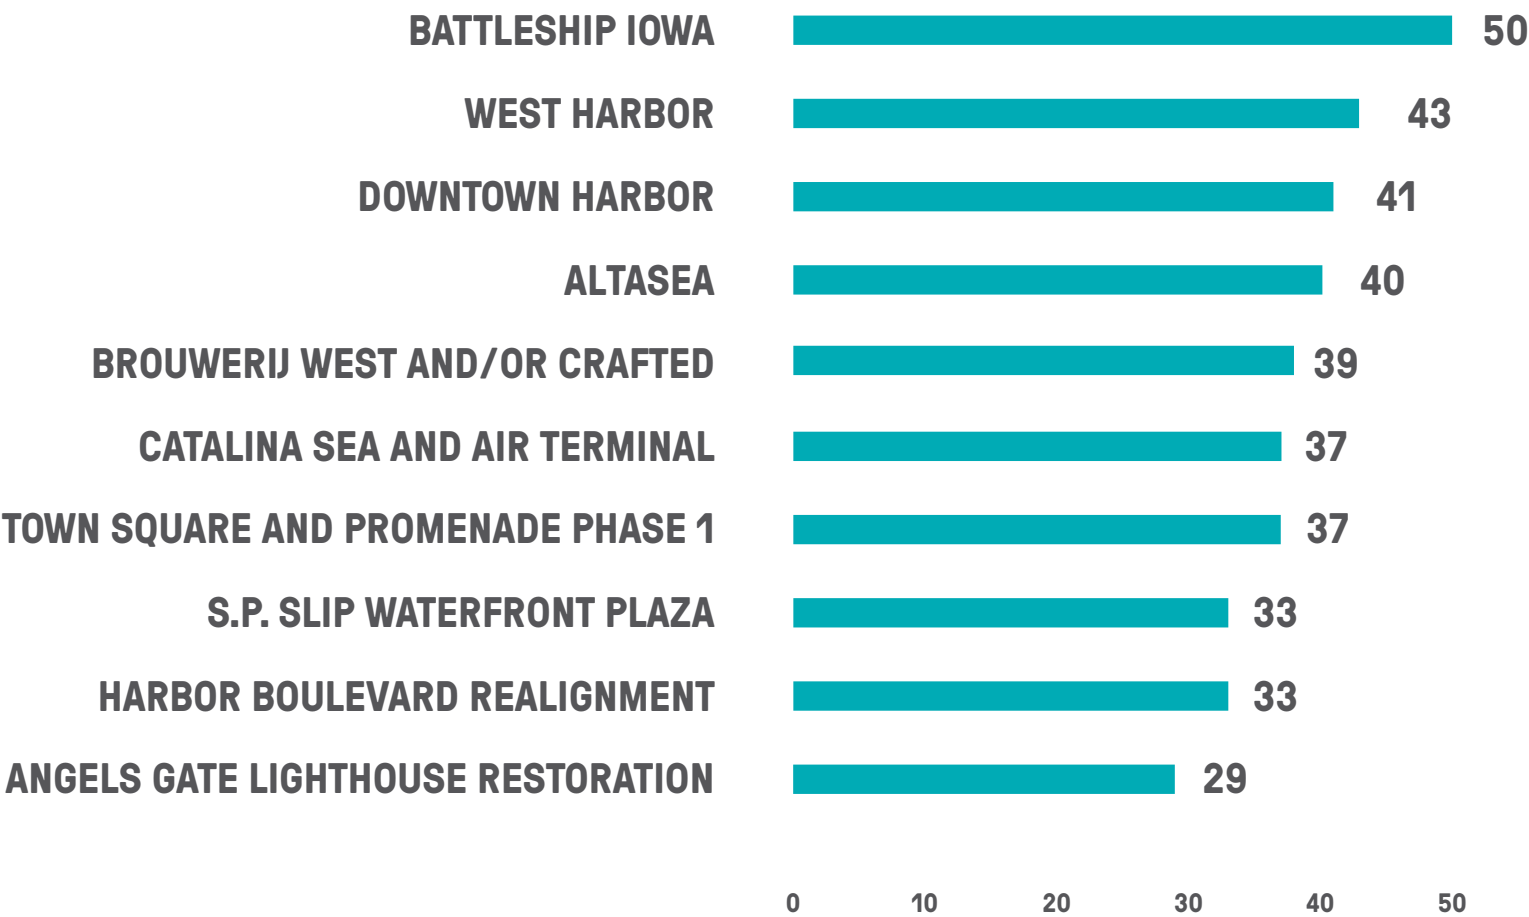 BATTLESHIP IOWA 50
WEST HARBOR 43
DOWNTOWN HARBOR 41
ALTASEA 40
BROUWERIJ WEST AND/OR CRAFTED 39
CATALINA SEA AND AIR TERMINAL 37
TOWN SQUARE AND PROMENADE PHASE 1 37
S.P. SLIP WATERFRONT PLAZA 33
HARBOR BOULEVARD REALIGNMENT 33
ANGELS GATE LIGHTHOUSE RESTORATION 29
0 10 20 30 40 50